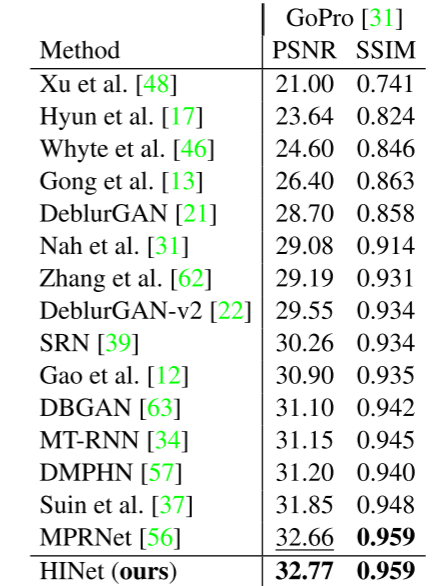 GoPro [31]
Method PSNR SSIM
Xu et al. [48] 21.00 0.741
Hyun et al. [17] 23.64 0.824
Whyte et al. [46] 24.60 0.846
Gong et al. [13] 26.40 0.863
DeblurGAN [21] 28.70 0.858
Nah et al. [31] 29.08 0.914
Zhang et al. [62] 29.19 0.931
DeblurGAN-v2 [22] 29.55 0.934
SRN [39] 30.26 0.934
Gao et al. [12] 30.90 0.935
DBGAN [63] 31.10 0.942
MT-RNN [34] 31.15 0.945
DMPHN [57] 31.20 0.940
Suin et al. [37] 31.85 0.948
MPRNet [56] 32.66 0.959
HINet (ours) 32.77 0.959